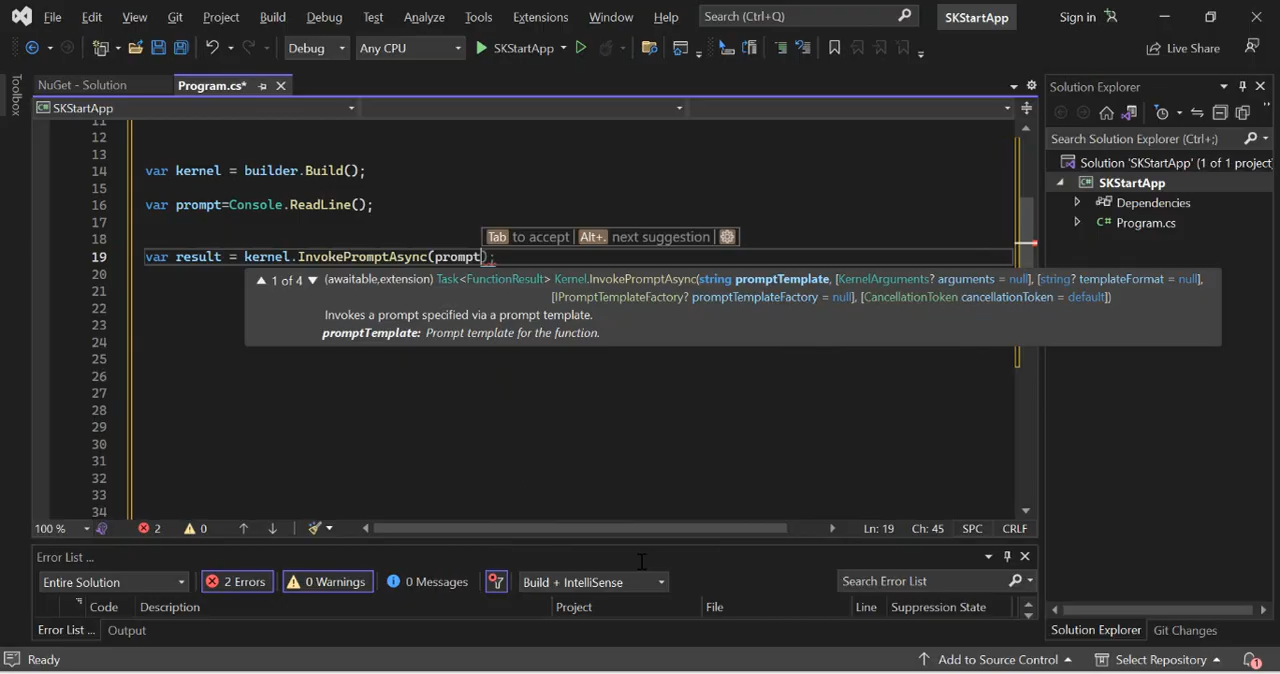 File Edit View Git Project Build Debug Test Analyze Tools Extensions Window Help Search (Ctrl+Q) SKStartApp Sign in
Debug Any CPU SKStartApp Live Share
Toolbox
NuGet - Solution Program.cs*
SKStartApp
11
12
13
14 var kernel = builder.Build();
15
16 var prompt=Console.ReadLine();
17
18
Tab to accept Alt+. next suggestion
19 var result = kernel.InvokePromptAsync(prompt);
20
1 of 4 (awaitable,extension) Task<FunctionResult> Kernel.InvokePromptAsync(string promptTemplate, [KernelArguments? arguments = null], [string? templateFormat = null],
21 [IPromptTemplateFactory? promptTemplateFactory = null], [CancellationToken cancellationToken = default])
22 Invokes a prompt specified via a prompt template.
23 promptTemplate: Prompt template for the function.
24
25
26
27
28
29
30
31
32
33
34
100 % 2 0 Ln: 19 Ch: 45 SPC CRLF
Error List ...
Entire Solution 2 Errors 0 Warnings 0 Messages Build + IntelliSense Search Error List
Code Description Project File Line Suppression State
Error List ... Output
Solution Explorer
Search Solution Explorer (Ctrl+;)
Solution 'SKStartApp' (1 of 1 project
SKStartApp
Dependencies
C# Program.cs
Solution Explorer Git Changes
Ready Add to Source Control Select Repository 1